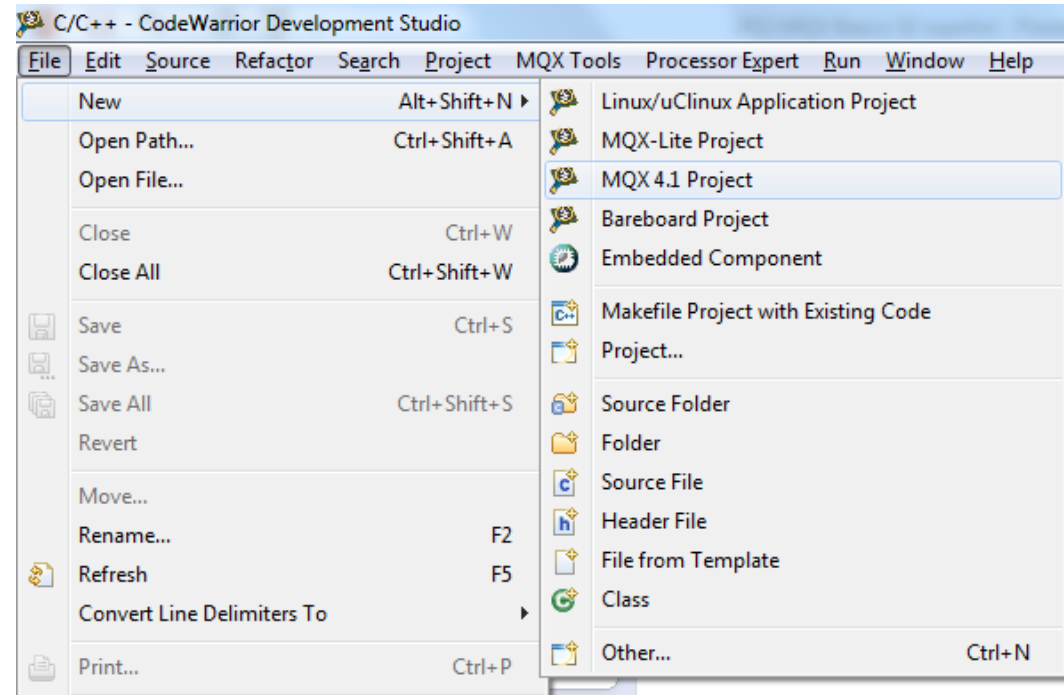 C/C++ - CodeWarrior Development Studio
File Edit Source Refactor Search Project MQX Tools Processor Expert Run Window Help
New Alt+Shift+N
Open Path... Ctrl+Shift+A
Open File...
Close Ctrl+W
Close All Ctrl+Shift+W
Save Ctrl+S
Save As...
Save All Ctrl+Shift+S
Revert
Move...
Rename... F2
Refresh F5
Convert Line Delimiters To
Print... Ctrl+P
Linux/uClinux Application Project
MQX-Lite Project
MQX 4.1 Project
Bareboard Project
Embedded Component
Makefile Project with Existing Code
Project...
Source Folder
Folder
Source File
Header File
File from Template
Class
Other... Ctrl+N